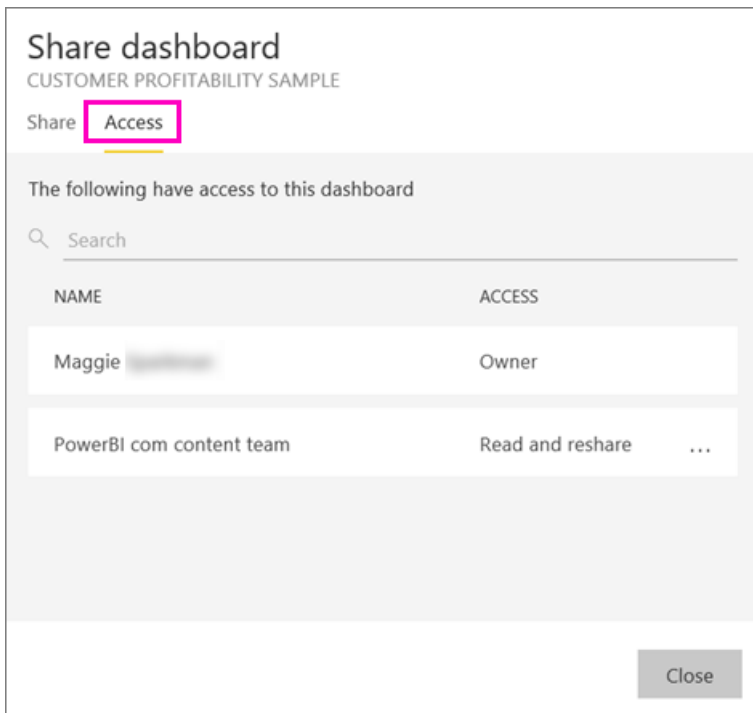 Share dashboard
CUSTOMER PROFITABILITY SAMPLE
Share Access
The following have access to this dashboard
Search
NAME ACCESS
Maggie Owner
PowerBI com content team Read and reshare ...
Close